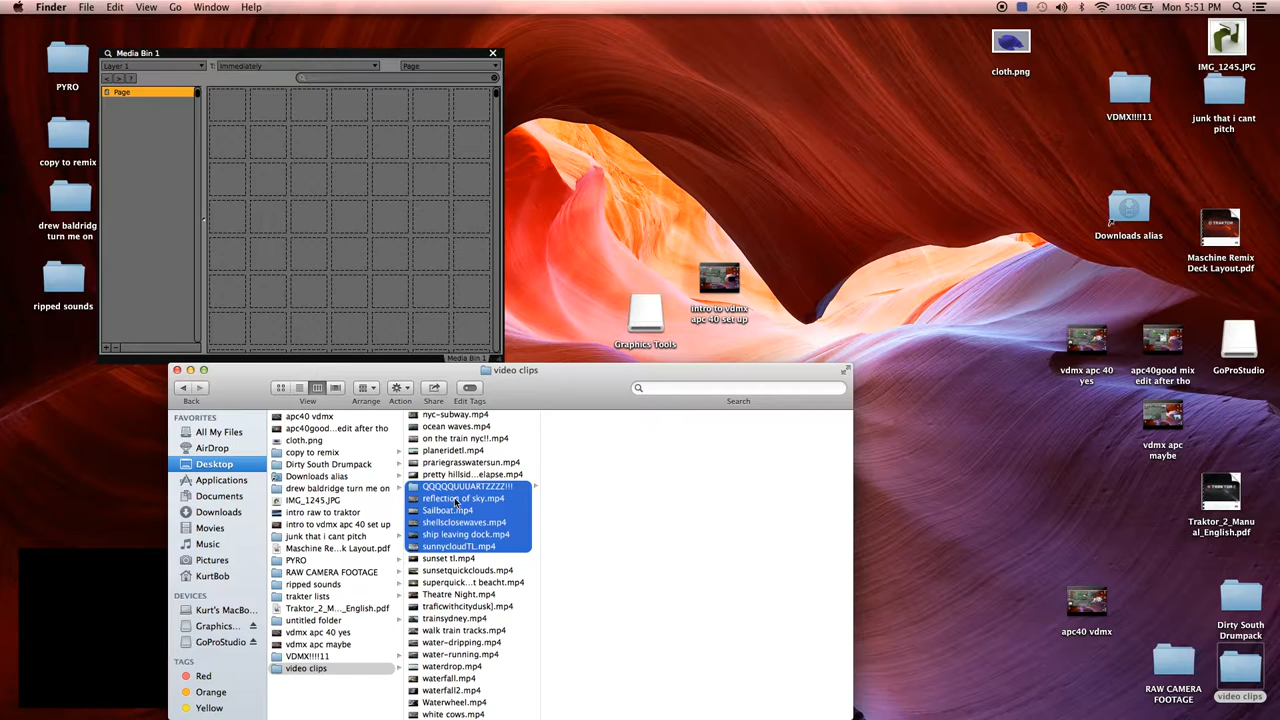 Finder File Edit View Go Window Help
100% Mon 5:51 PM
PYRO
copy to remix
drew baldridg
turn me on
ripped sounds
Media Bin 1
Layer 1 T: Immediately Page
< > ?
Page
+ -
Media Bin 1
cloth.png
IMG_1245.JPG
VDMX!!!!11
junk that i cant
pitch
Downloads alias
Maschine Remix
Deck Layout.pdf
Graphics Tools
intro to vdmx
apc 40 set up
vdmx apc 40
yes
apc40good mix
edit after tho
GoProStudio
vdmx apc
maybe
Traktor_2_Manu
al_English.pdf
apc40 vdmx
Dirty South
Drumpack
RAW CAMERA
FOOTAGE
video clips
video clips
Back View Arrange Action Share Edit Tags Search
FAVORITES
All My Files
AirDrop
Desktop
Applications
Documents
Downloads
Movies
Music
Pictures
KurtBob
DEVICES
Kurt's MacBo...
Graphics...
GoProStudio
TAGS
Red
Orange
Yellow
apc40 vdmx
apc40good...edit after tho
cloth.png
copy to remix
Dirty South Drumpack
Downloads alias
drew baldridg turn me on
IMG_1245.JPG
intro raw to traktor
intro to vdmx apc 40 set up
junk that i cant pitch
Maschine Re...k Layout.pdf
PYRO
RAW CAMERA FOOTAGE
ripped sounds
trakter lists
Traktor_2_M..._English.pdf
untitled folder
vdmx apc 40 yes
vdmx apc maybe
VDMX!!!!11
video clips
nyc-subway.mp4
ocean waves.mp4
on the train nyc!!.mp4
planeridetl.mp4
prariegrasswatersun.mp4
pretty hillsid...elapse.mp4
QQQQQUUUARTZZZZ!!!
reflection of sky.mp4
Sailboat.mp4
shellsclosewaves.mp4
ship leaving dock.mp4
sunnycloudTL.mp4
sunset tl.mp4
sunsetquickclouds.mp4
superquick...t beacht.mp4
Theatre Night.mp4
traficwithcitydusk].mp4
trainsydney.mp4
walk train tracks.mp4
water-dripping.mp4
water-running.mp4
waterdrop.mp4
waterfall.mp4
waterfall2.mp4
Waterwheel.mp4
white cows.mp4